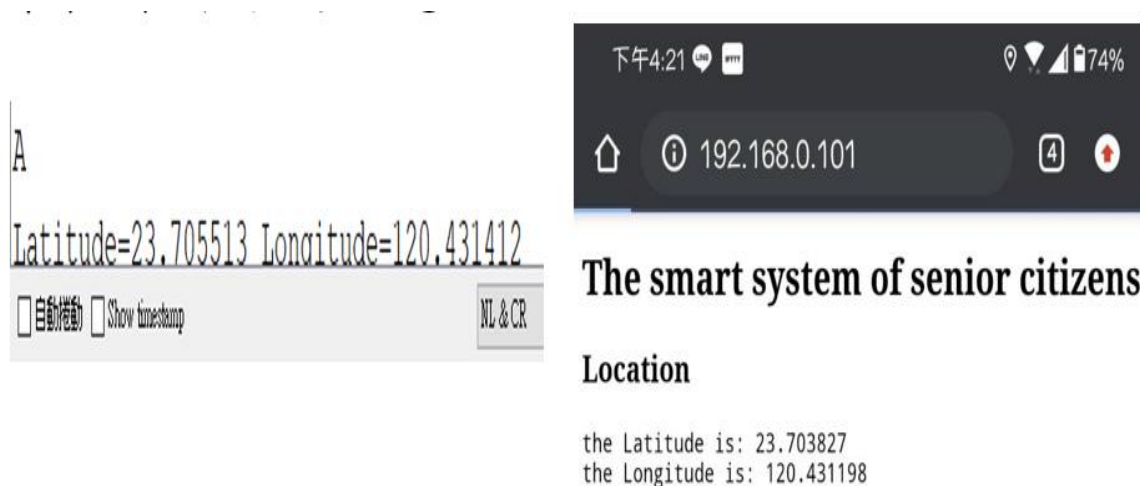 A
Latitude=23.705513 Longitude=120.431412
自動捲動 Show timestamp
NL & CR
下午4:21 LINE IFTTT 74%
192.168.0.101
4
The smart system of senior citizens
Location
the Latitude is: 23.703827
the Longitude is: 120.431198